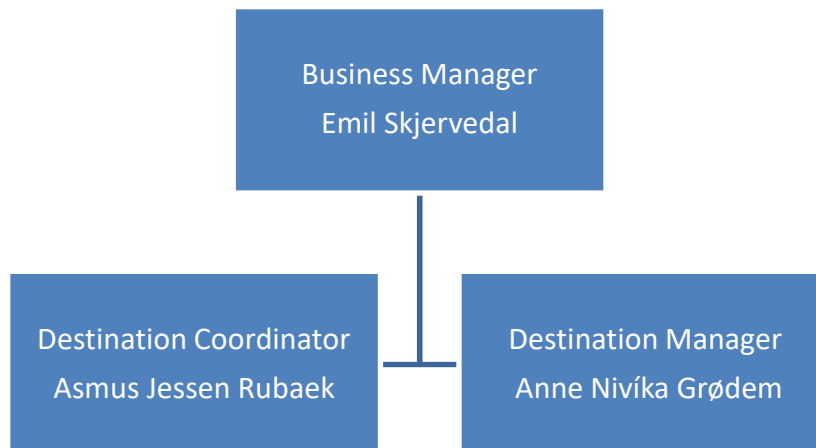 Business Manager
Emil Skjervedal
Destination Coordinator
Asmus Jessen Rubaek
Destination Manager
Anne Nivíka Grødem